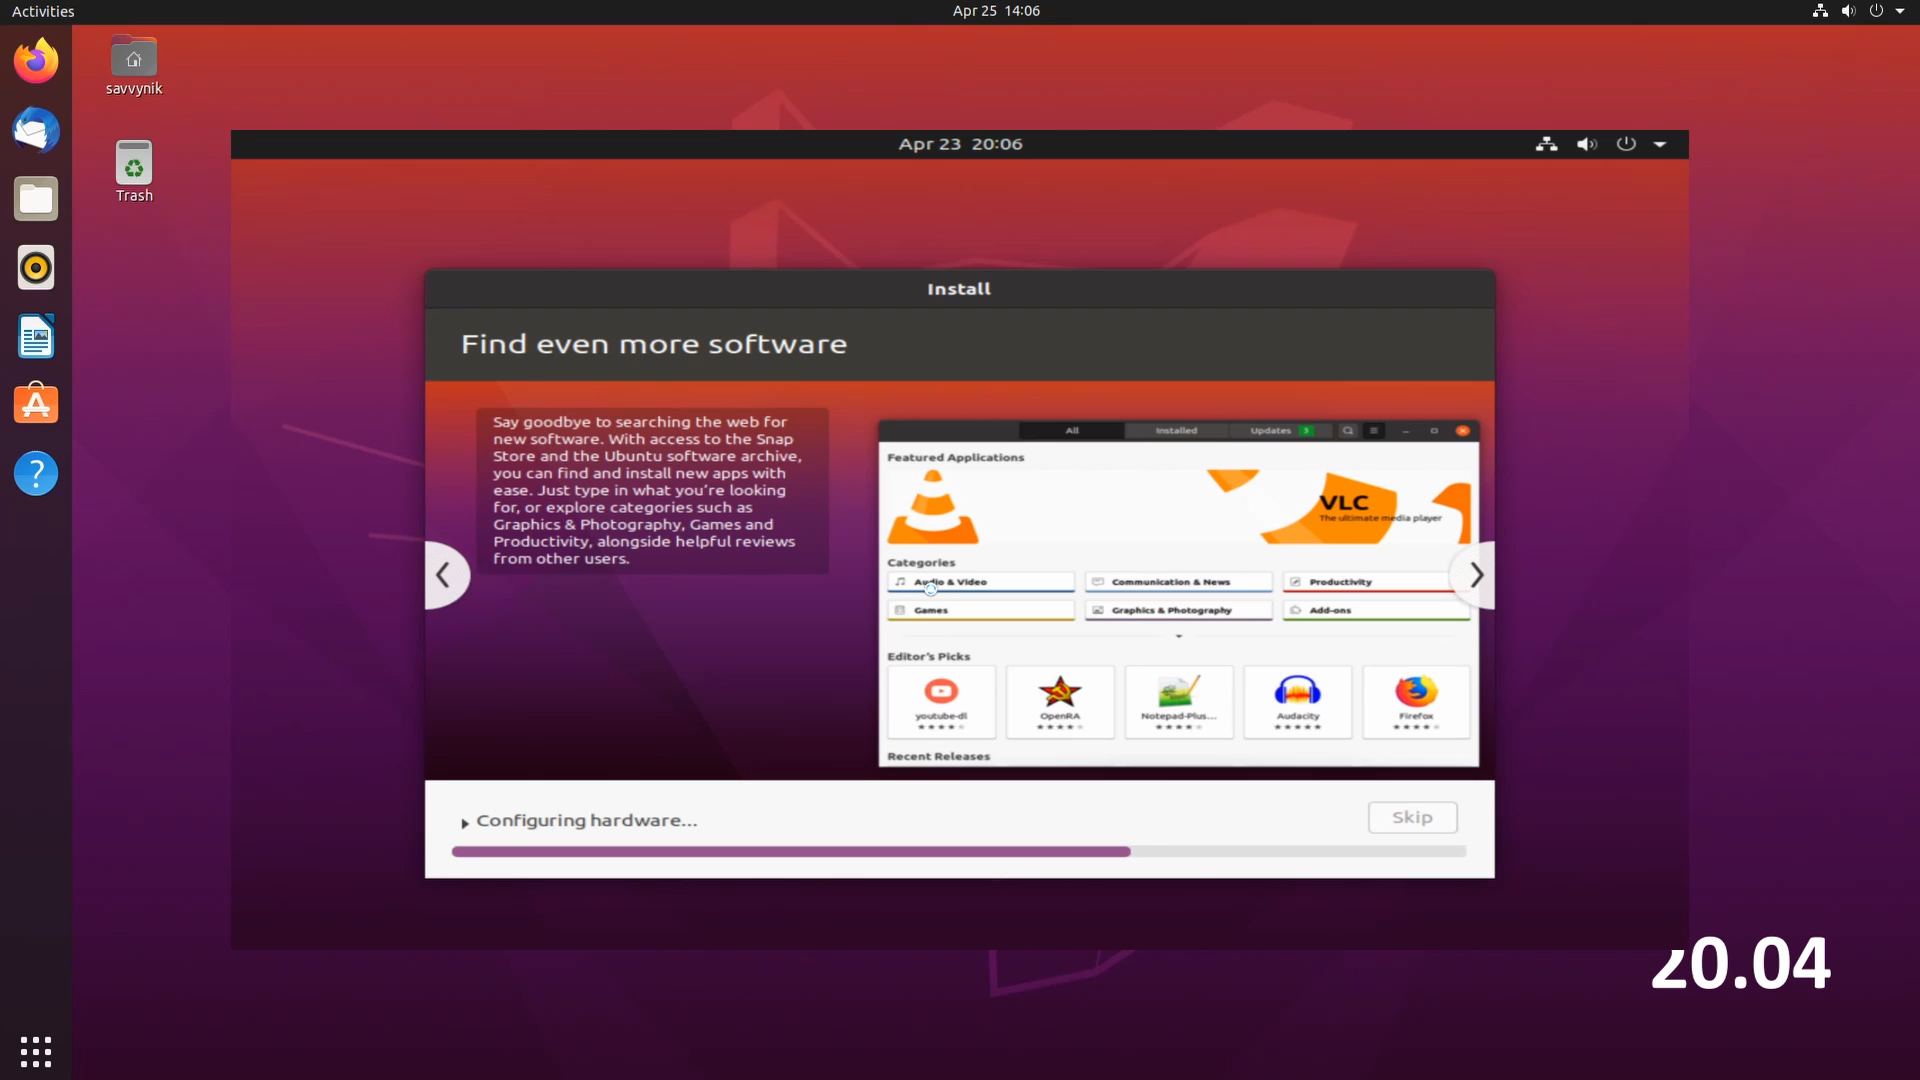 Activities
Apr 25 14:06
savvynik
Trash
Apr 23 20:06
Install
Find even more software
Say goodbye to searching the web for
new software. With access to the Snap
Store and the Ubuntu software archive,
you can find and install new apps with
ease. Just type in what you're looking
for, or explore categories such as
Graphics & Photography, Games and
Productivity, alongside helpful reviews
from other users.
All Installed Updates 3
Featured Applications
VLC
The ultimate media player
Categories
Audio & Video Communication & News Productivity
Games Graphics & Photography Add-ons
Editor's Picks
youtube-dl OpenRA Notepad-Plus... Audacity Firefox
Recent Releases
Configuring hardware...
Skip
20.04